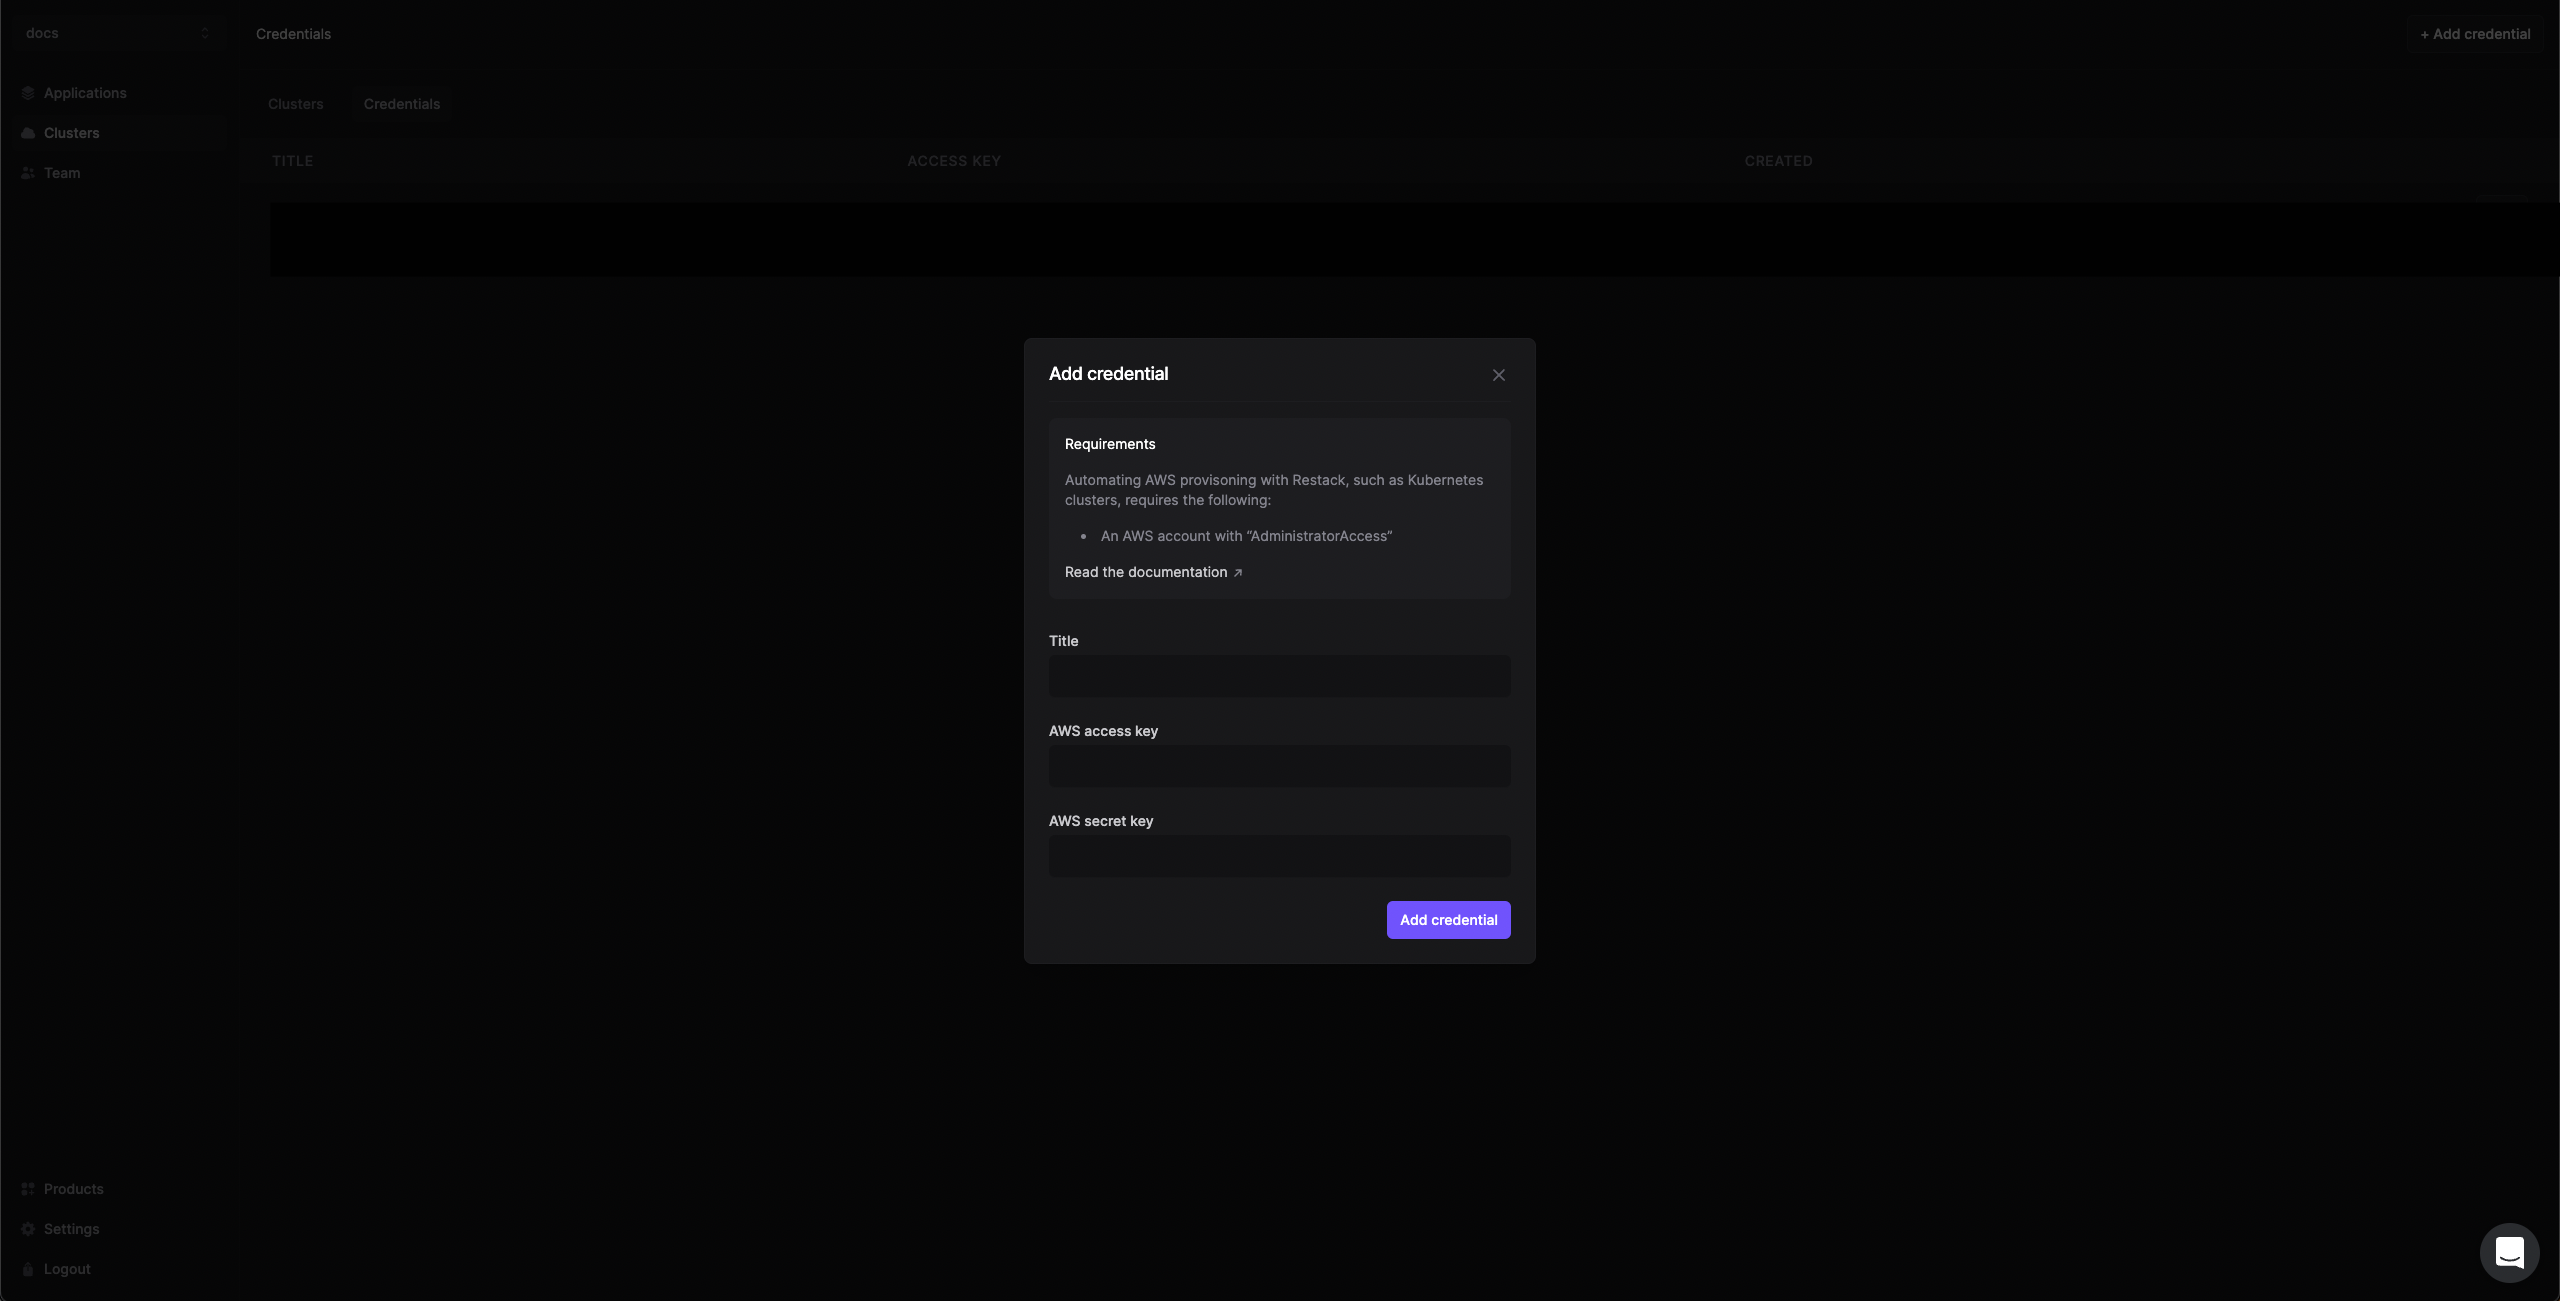 docs
Credentials
+ Add credential
Applications
Clusters
Team
Clusters
Credentials
TITLE
ACCESS KEY
CREATED
Add credential
Requirements
Automating AWS provisoning with Restack, such as Kubernetes
clusters, requires the following:
• An AWS account with “AdministratorAccess”
Read the documentation ↗
Title
AWS access key
AWS secret key
Add credential
Products
Settings
Logout